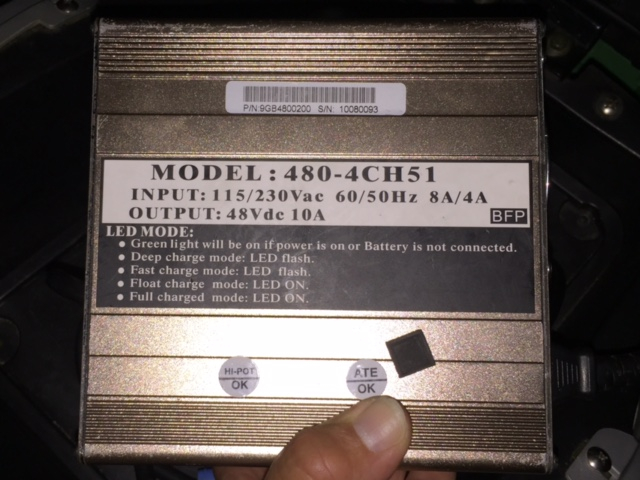 P/N:9GB4800200 S/N: 10080093
MODEL: 480-4CH51
INPUT: 115/230Vac 60/50Hz 8A/4A
OUTPUT: 48Vdc 10A
BFP
LED MODE:
● Green light will be on if power is on or Battery is not connected.
● Deep charge mode: LED flash.
● Fast charge mode: LED flash.
● Float charge mode: LED ON.
● Full charged mode: LED ON.
HI-POT
OK
ATE
OK